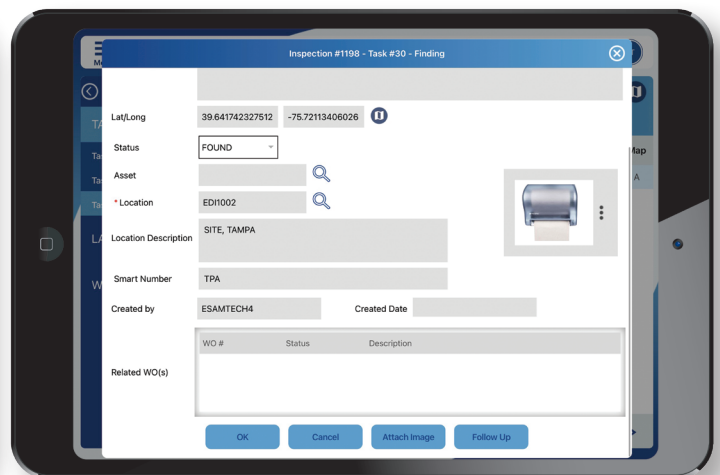 Inspection #1198 - Task #30 - Finding
Lat/Long 39.641742327512 -75.72113406026
Status FOUND
Asset
* Location EDI1002
Location Description SITE, TAMPA
Smart Number TPA
Created by ESAMTECH4 Created Date
WO # Status Description
Related WO(s)
OK Cancel Attach Image Follow Up
Map
A